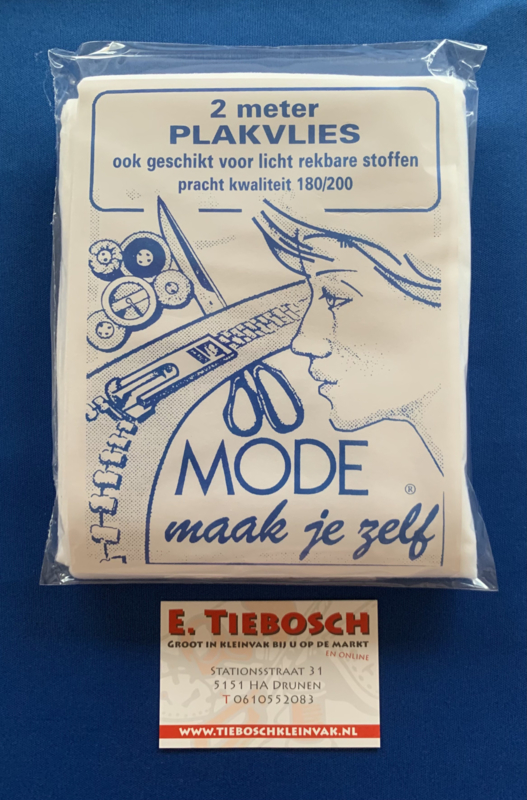 2 meter
PLAKVLIES
ook geschikt voor licht rekbare stoffen
pracht kwaliteit 180/200
IN
MODE ®
maak je zelf
E. TIEBOSCH
GROOT IN KLEINVAK BIJ U OP DE MARKT
EN ONLINE
STATIONSSTRAAT 31
5151 HA DRUNEN
T 0610552083
WWW.TIEBOSCHKLEINVAK.NL